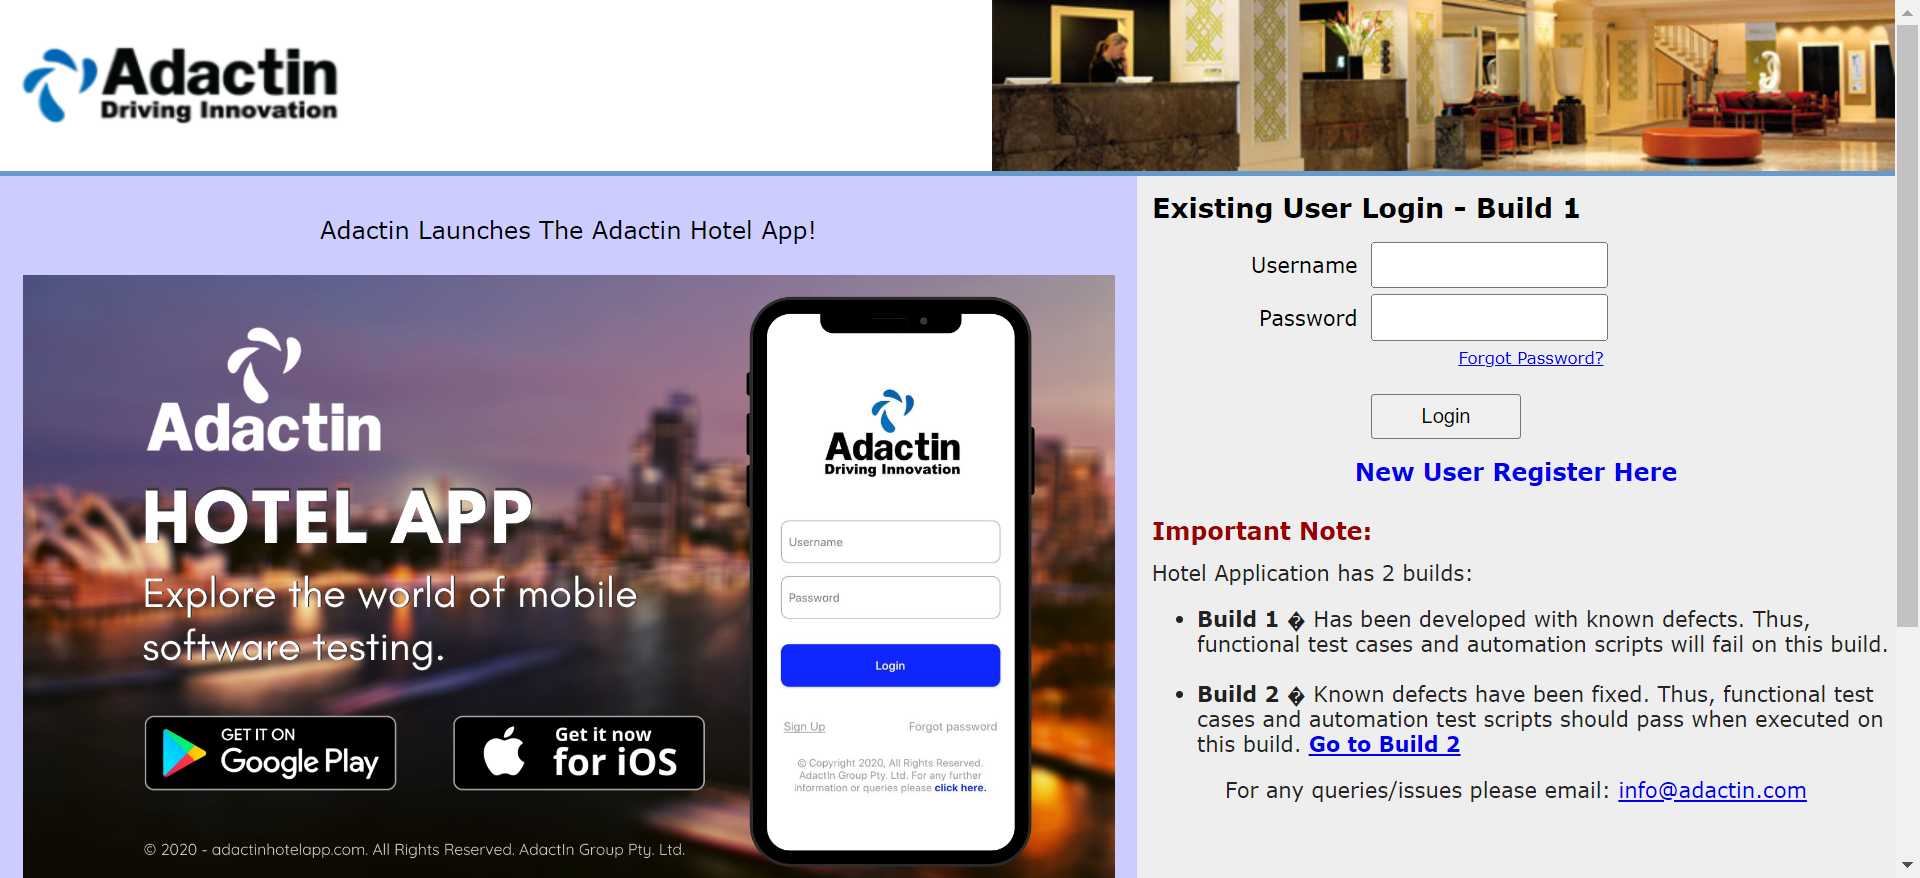 Adactin
Driving Innovation
Adactin Launches The Adactin Hotel App!
Adactin
HOTEL APP
Explore the world of mobile
software testing.
GET IT ON
Google Play
Get it now
for iOS
© 2020 - adactinhotelapp.com. All Rights Reserved. AdactIn Group Pty. Ltd.
Adactin
Driving Innovation
Username
Password
Login
Sign Up
Forgot password
© Copyright 2020, All Rights Reserved.
AdactIn Group Pty. Ltd. For any further
information or queries please click here.
Existing User Login - Build 1
Username
Password
Forgot Password?
Login
New User Register Here
Important Note:
Hotel Application has 2 builds:
• Build 1 � Has been developed with known defects. Thus,
functional test cases and automation scripts will fail on this build.
• Build 2 � Known defects have been fixed. Thus, functional test
cases and automation test scripts should pass when executed on
this build. Go to Build 2
For any queries/issues please email: info@adactin.com